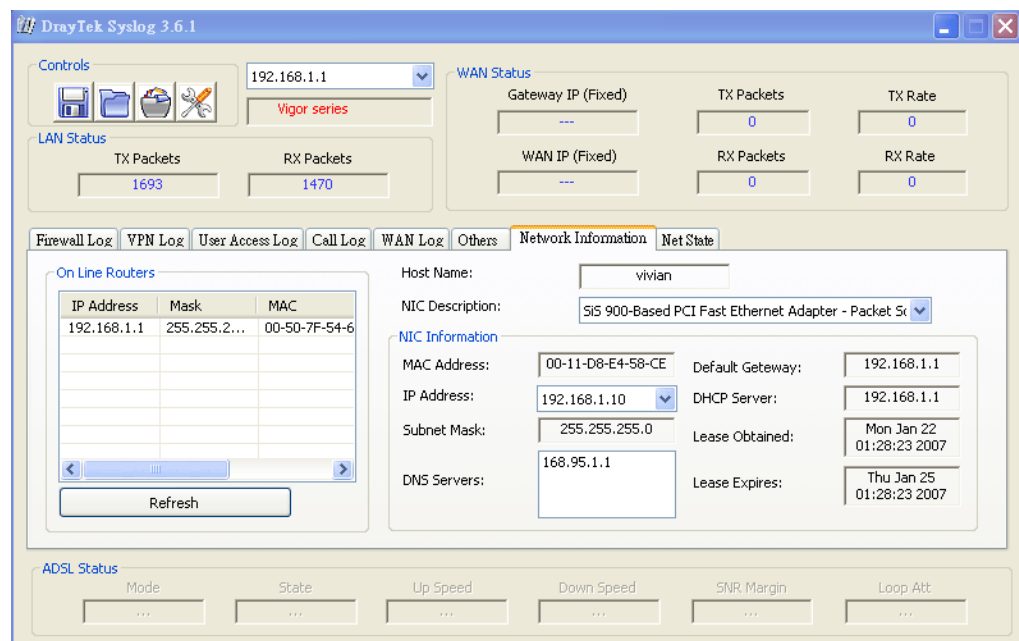 DrayTek Syslog 3.6.1
Controls
192.168.1.1
Vigor series
WAN Status
Gateway IP (Fixed) TX Packets TX Rate
--- 0 0
WAN IP (Fixed) RX Packets RX Rate
--- 0 0
LAN Status
TX Packets RX Packets
1693 1470
Firewall Log VPN Log User Access Log Call Log WAN Log Others Network Information Net State
On Line Routers
IP Address Mask MAC
192.168.1.1 255.255.2... 00-50-7F-54-6
Refresh
Host Name: vivian
NIC Description: SiS 900-Based PCI Fast Ethernet Adapter - Packet Sc
NIC Information
MAC Address: 00-11-D8-E4-58-CE
IP Address: 192.168.1.10
Subnet Mask: 255.255.255.0
DNS Servers: 168.95.1.1
Default Geteway: 192.168.1.1
DHCP Server: 192.168.1.1
Lease Obtained: Mon Jan 22
01:28:23 2007
Lease Expires: Thu Jan 25
01:28:23 2007
ADSL Status
Mode State Up Speed Down Speed SNR Margin Loop Att
... ... ... ... ... ...